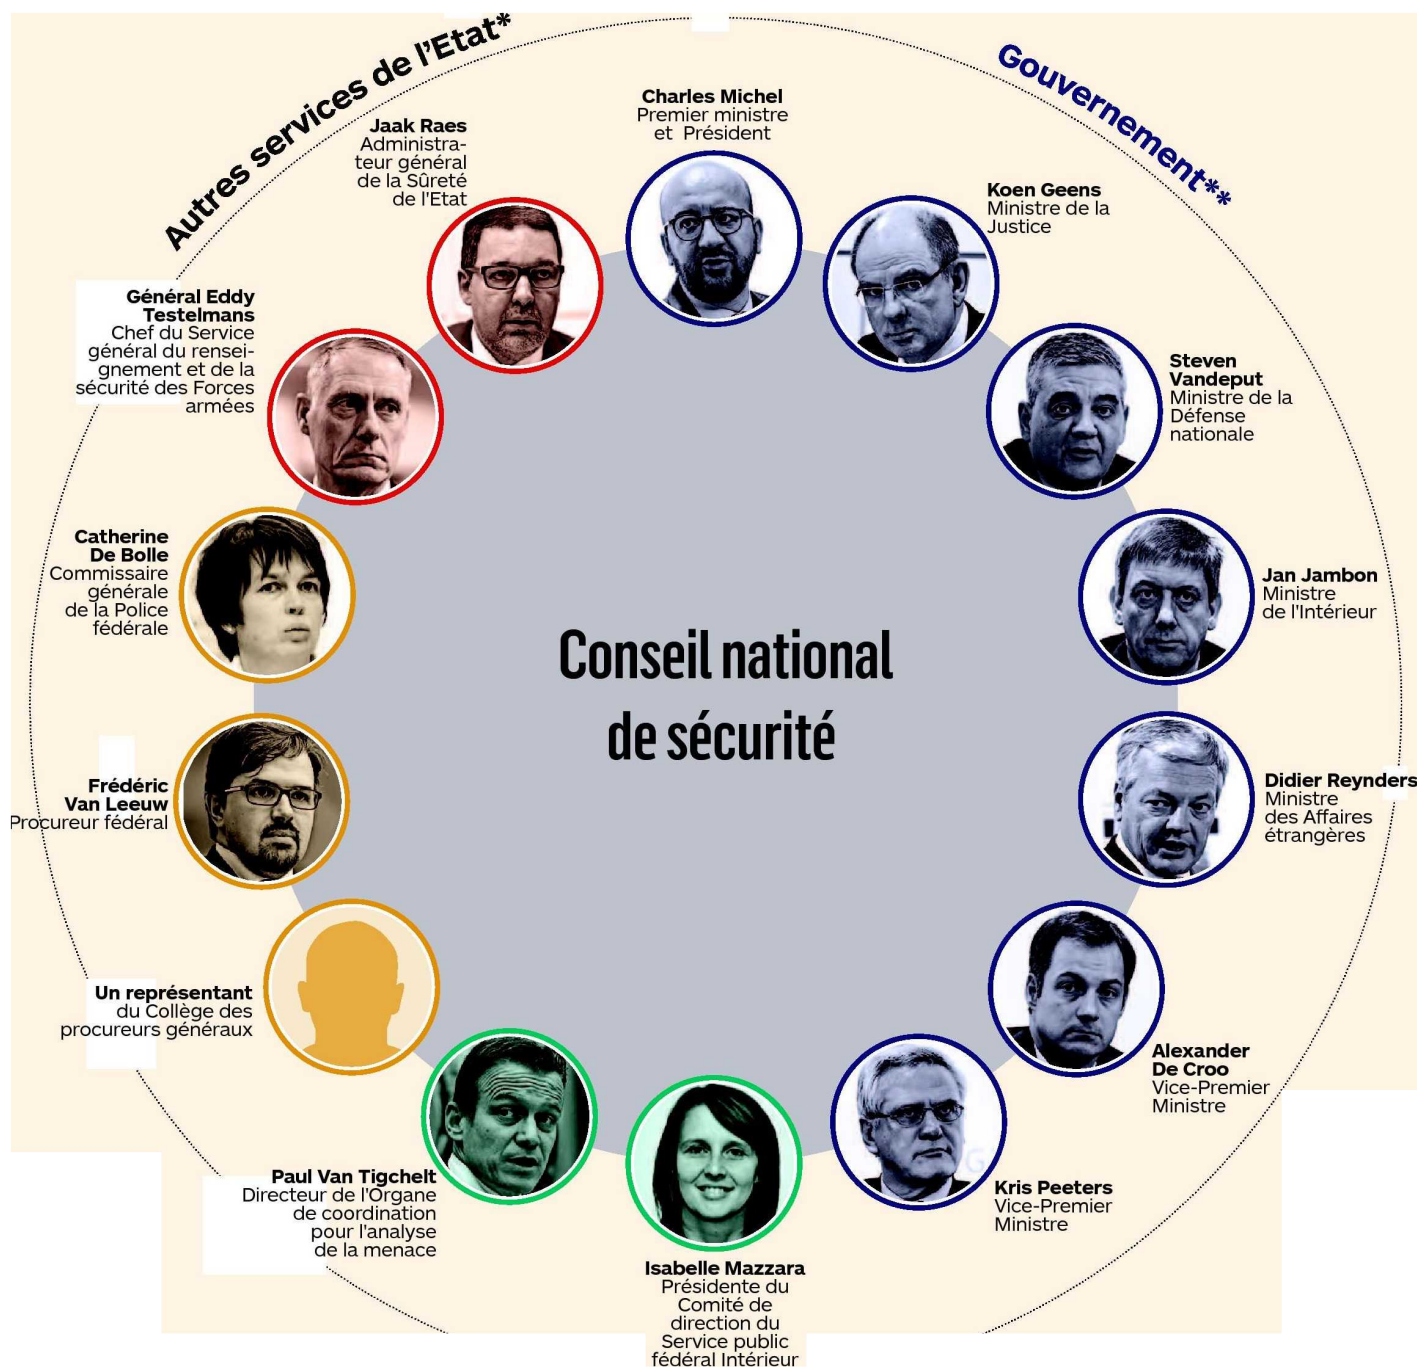 Autres services de l'Etat*
Gouvernement**
Charles Michel
Premier ministre
et Président
Jaak Raes
Administra-
teur général
de la Sûreté
de l'Etat
Koen Geens
Ministre de la
Justice
Général Eddy
Testelmans
Chef du Service
général du rensei-
gnement et de la
sécurité des Forces
armées
Steven
Vandeput
Ministre de la
Défense
nationale
Catherine
De Bolle
Commissaire
générale
de la Police
fédérale
Jan Jambon
Ministre
de l'Intérieur
Conseil national
de sécurité
Frédéric
Van Leeuw
Procureur fédéral
Didier Reynders
Ministre
des Affaires
étrangères
Un représentant
du Collège des
procureurs généraux
Alexander
De Croo
Vice-Premier
Ministre
Paul Van Tigchelt
Directeur de l'Organe
de coordination
pour l'analyse
de la menace
Kris Peeters
Vice-Premier
Ministre
Isabelle Mazzara
Présidente du
Comité de
direction du
Service public
fédéral Intérieur